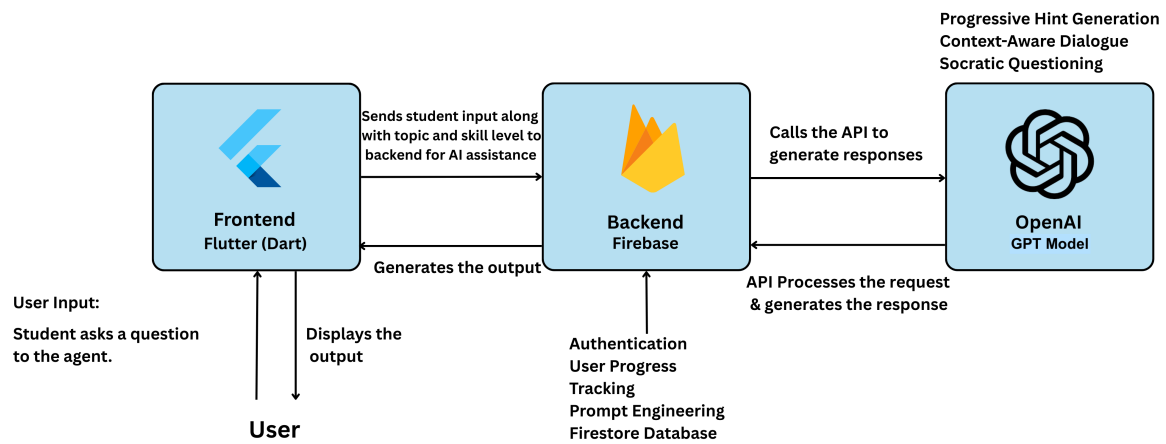 Progressive Hint Generation
Context-Aware Dialogue
Socratic Questioning
Sends student input along
with topic and skill level to
backend for AI assistance
Calls the API to
generate responses
Frontend
Flutter (Dart)
Backend
Firebase
OpenAI
GPT Model
Generates the output
API Processes the request
& generates the response
User Input:
Student asks a question
to the agent.
Displays the
output
Authentication
User Progress
Tracking
Prompt Engineering
Firestore Database
User